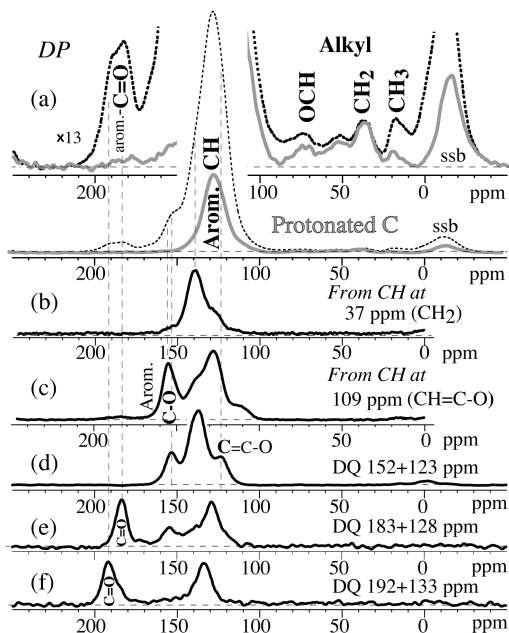 DP
Alkyl
(a)
x13
arom.-C=O
OCH
CH2
CH3
ssb
200
100
50
0
ppm
Arom. CH
Protonated C
ssb
200
150
100
50
0
ppm
(b)
From CH at
37 ppm (CH2)
200
150
100
50
0
ppm
(c)
Arom.
C-O
From CH at
109 ppm (CH=C-O)
200
150
100
50
0
ppm
(d)
C=C-O
DQ 152+123 ppm
200
150
100
50
0
ppm
(e)
C=O
DQ 183+128 ppm
200
150
100
50
0
ppm
(f)
C=O
DQ 192+133 ppm
200
150
100
50
0
ppm